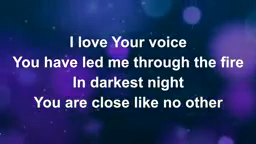 I love Your voice
You have led me through the fire
In darkest night
You are close like no other